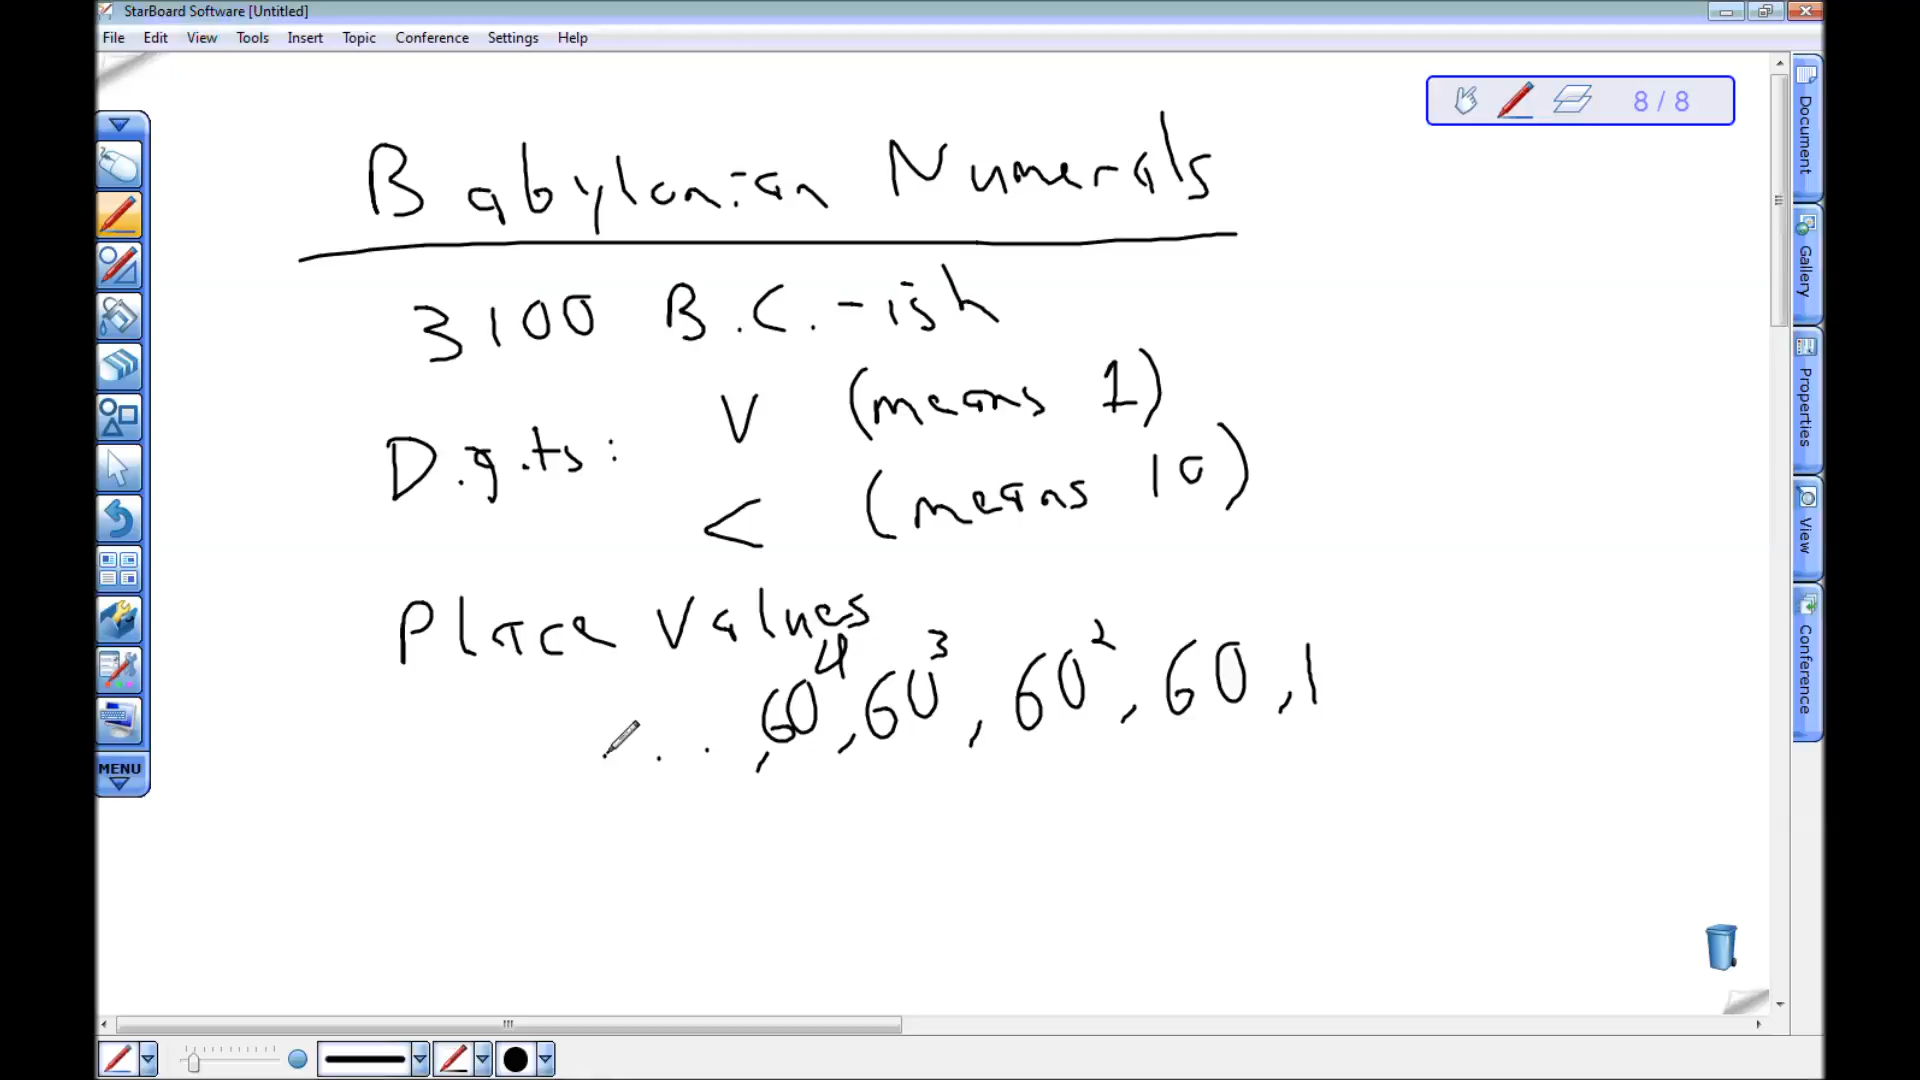 StarBoard Software [Untitled]
File Edit View Tools Insert Topic Conference Settings Help
8 / 8
Babylonian Numerals
3100 B.C.-ish
Digits: V (means 1)
< (means 10)
Place Values
. . , 60⁴, 60³, 60², 60, 1
MENU
Document
Gallery
Properties
View
Conference